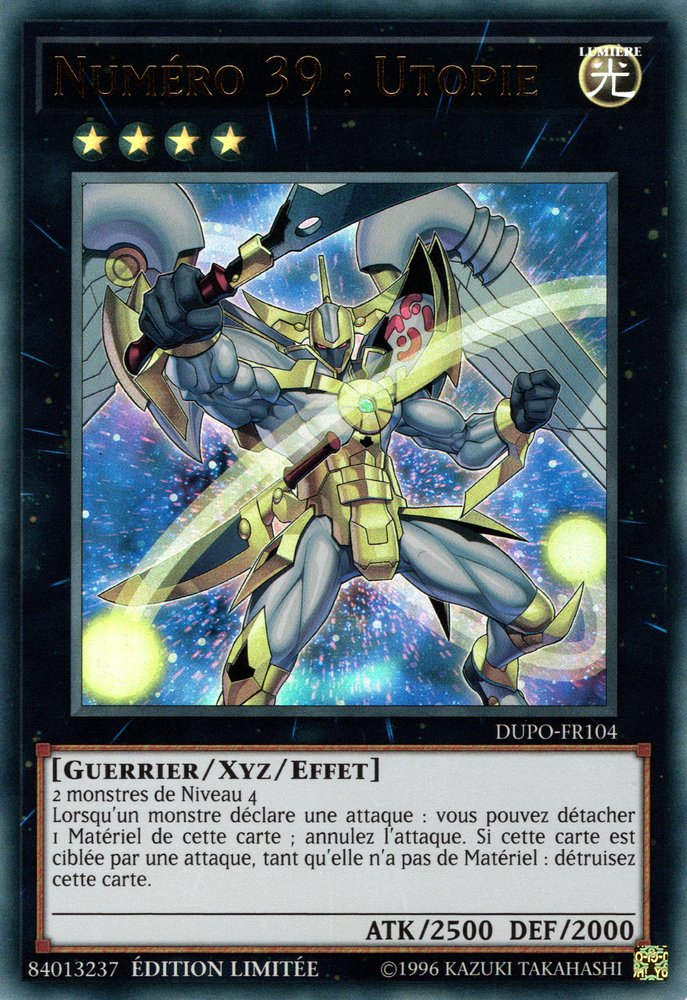 Numéro 39 : Utopie
LUMIÈRE
光
DUPO-FR104
[Guerrier/Xyz/Effet]
2 monstres de Niveau 4
Lorsqu'un monstre déclare une attaque : vous pouvez détacher
1 Matériel de cette carte ; annulez l'attaque. Si cette carte est
ciblée par une attaque, tant qu'elle n'a pas de Matériel : détruisez
cette carte.
ATK/2500 DEF/2000
84013237 ÉDITION LIMITÉE ©1996 KAZUKI TAKAHASHI